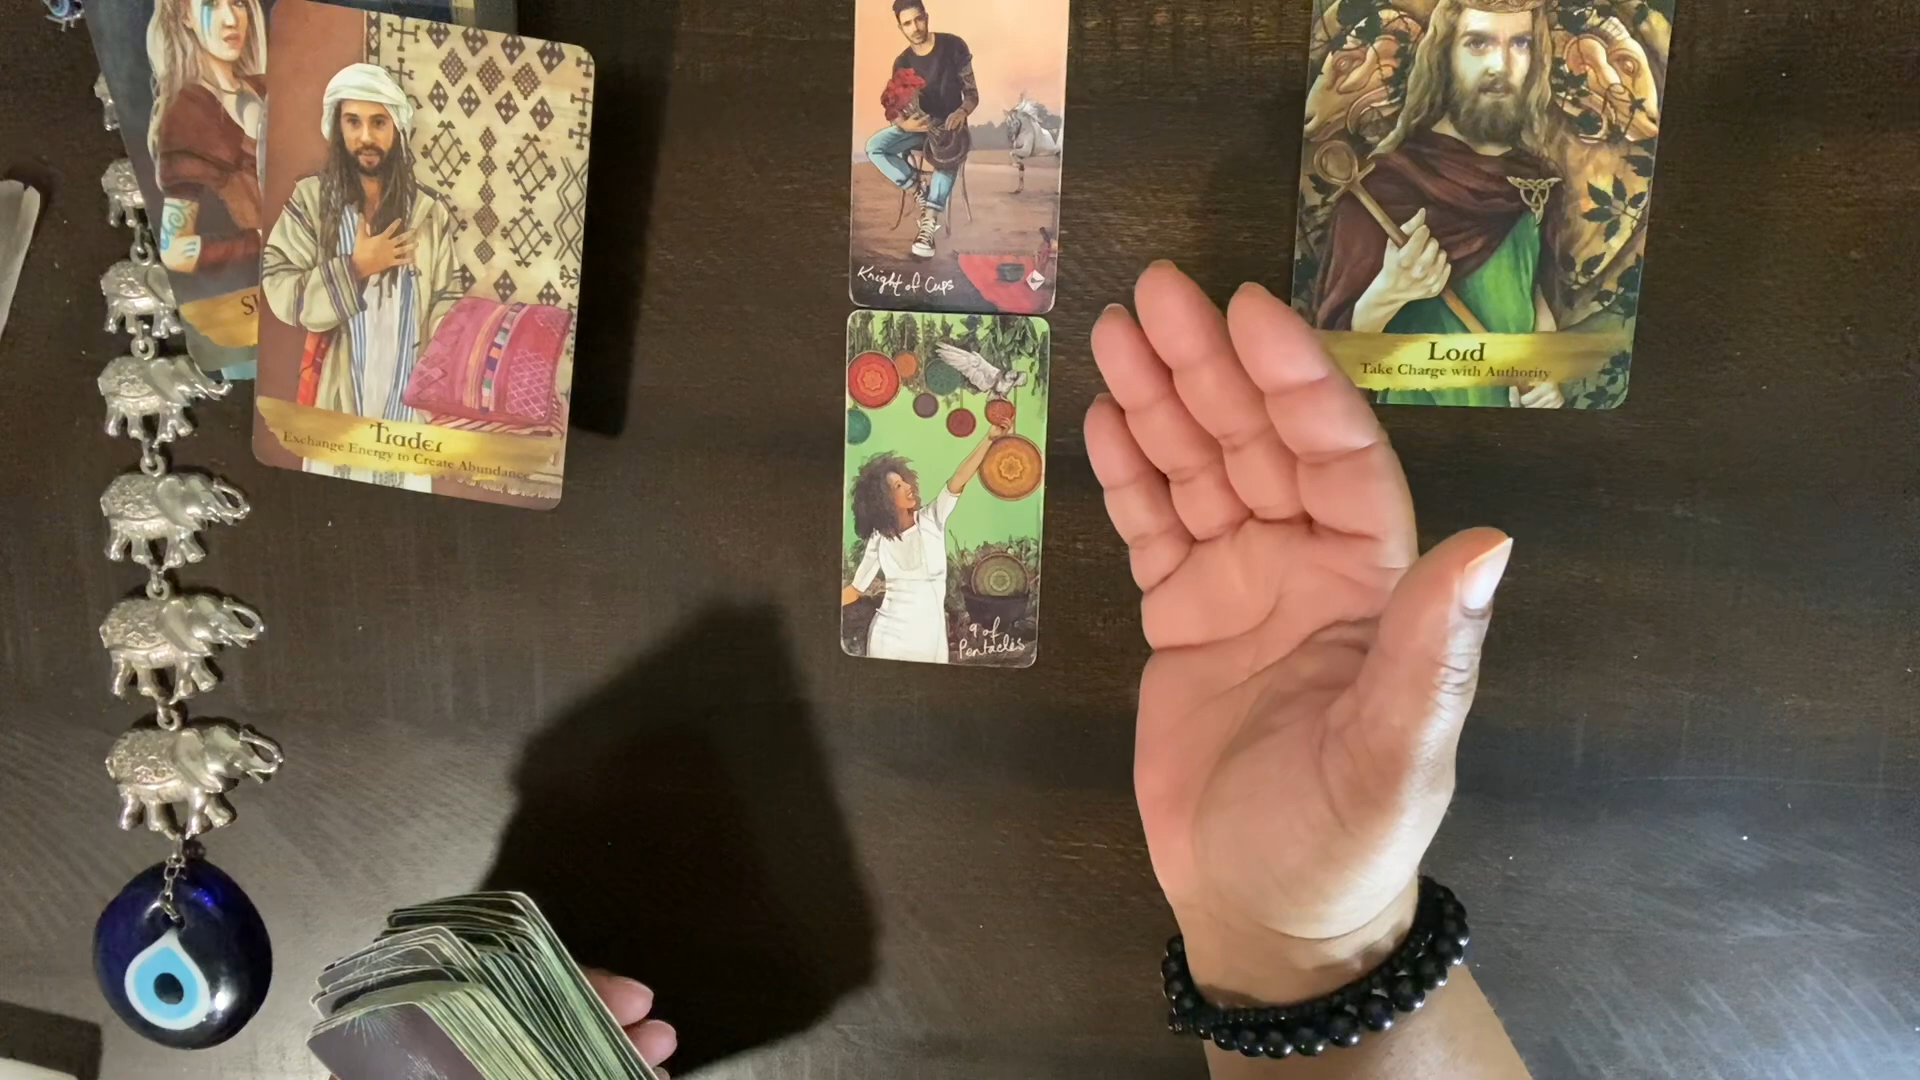 Trader
Exchange Energy to Create Abundance
Knight of Cups
9 of
Pentacles
Lord
Take Charge with Authority